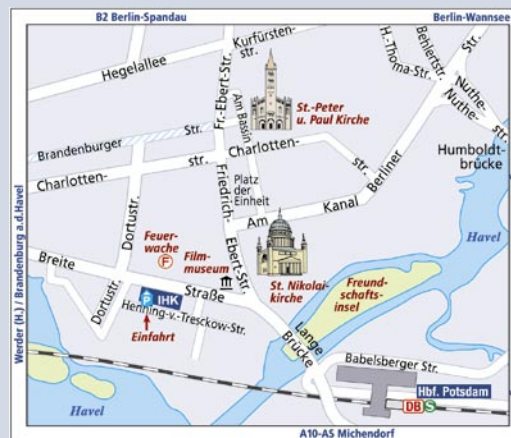 B2 Berlin-Spandau
Berlin-Wannsee
Kurfürsten-
str.
Hegelallee
Fr.-Ebert-Str.
Am Bassin
H.-Thoma-Str.
Behlertstr.
Str.
Nuthe-
Nuthe-
str.
St.-Peter
u. Paul Kirche
Humboldt-
brücke
Brandenburger
Str.
Charlotten-
str.
Charlotten-
str.
Berliner
Friedrich-
Ebert-Str.
Platz
der
Einheit
Am
Kanal
Dortustr.
Dortustr.
Feuer-
wache
F
Film-
museum
St. Nikolai-
kirche
Freund-
schafts-
insel
Havel
Breite
Straße
P
IHK
Henning-v.-Tresckow-Str.
Einfahrt
Lange
Brücke
Babelsberger Str.
Hbf. Potsdam
DB
S
Havel
Werder (H.) / Brandenburg a.d.Havel
A10-AS Michendorf